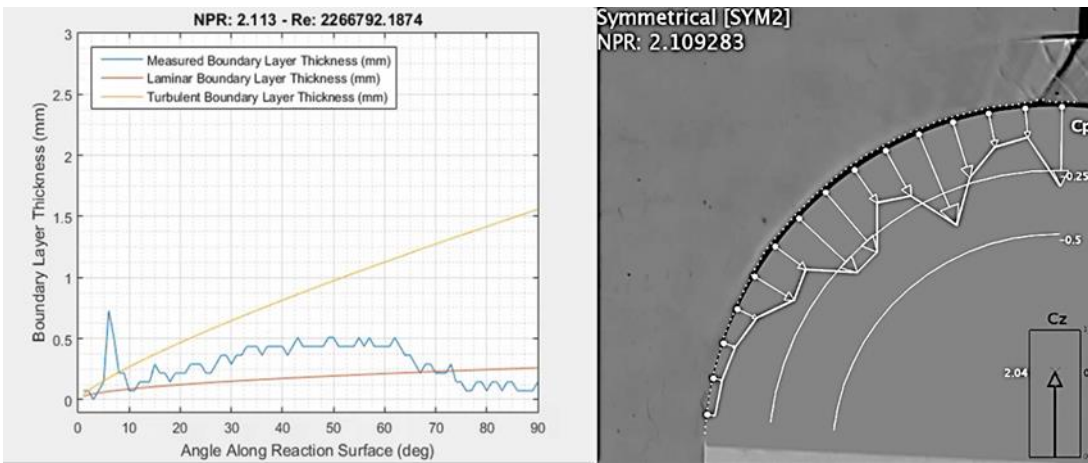 NPR: 2.113 - Re: 2266792.1874
Measured Boundary Layer Thickness (mm)
Laminar Boundary Layer Thickness (mm)
Turbulent Boundary Layer Thickness (mm)
Boundary Layer Thickness (mm)
3
2.5
2
1.5
1
0.5
0
0 10 20 30 40 50 60 70 80 90
Angle Along Reaction Surface (deg)
Symmetrical [SYM2]
NPR: 2.109283
-0.25
-0.5
Cz
2.04